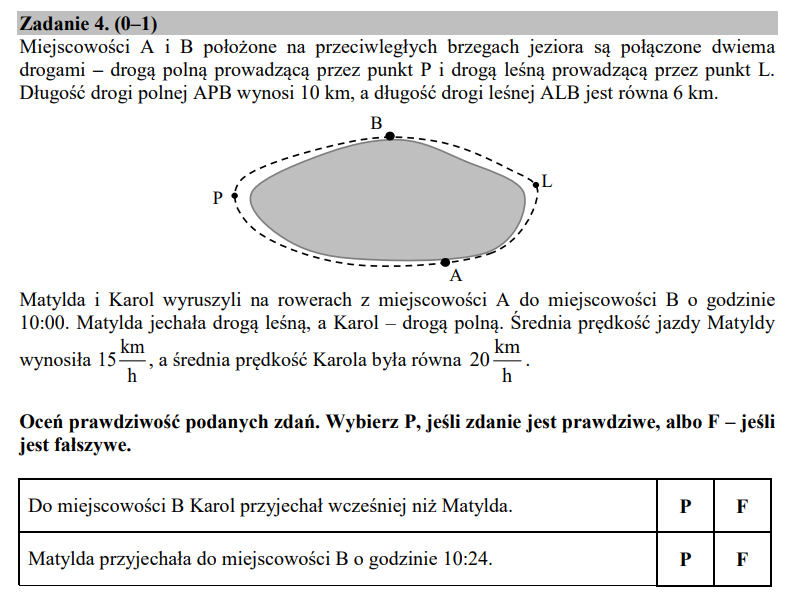 Zadanie 4. (0–1)
Miejscowości A i B położone na przeciwległych brzegach jeziora są połączone dwiema
drogami – drogą polną prowadzącą przez punkt P i drogą leśną prowadzącą przez punkt L.
Długość drogi polnej APB wynosi 10 km, a długość drogi leśnej ALB jest równa 6 km.
B
L
P
A
Matylda i Karol wyruszyli na rowerach z miejscowości A do miejscowości B o godzinie
10:00. Matylda jechała drogą leśną, a Karol – drogą polną. Średnia prędkość jazdy Matyldy
wynosiła 15 km/h, a średnia prędkość Karola była równa 20 km/h.
Oceń prawdziwość podanych zdań. Wybierz P, jeśli zdanie jest prawdziwe, albo F – jeśli
jest fałszywe.
Do miejscowości B Karol przyjechał wcześniej niż Matylda. P F
Matylda przyjechała do miejscowości B o godzinie 10:24. P F